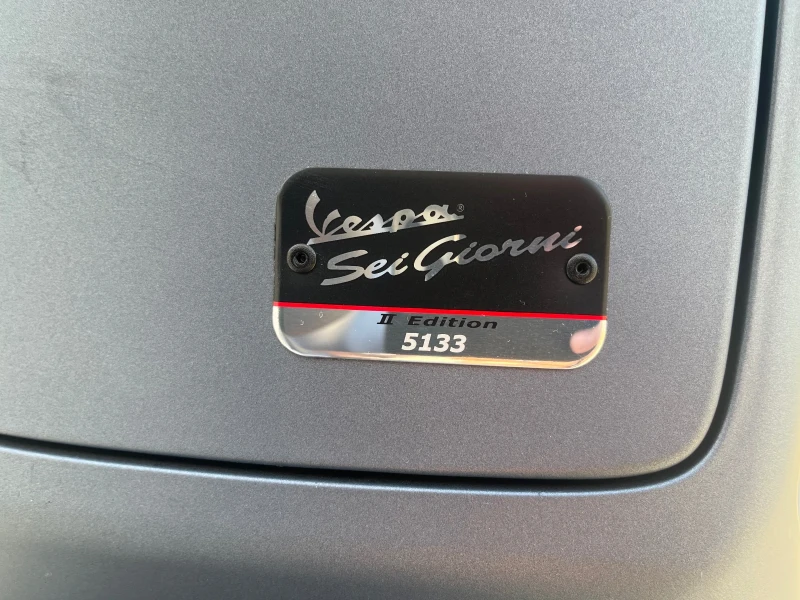 Vespa®
Sei Giorni
II Edition
5133